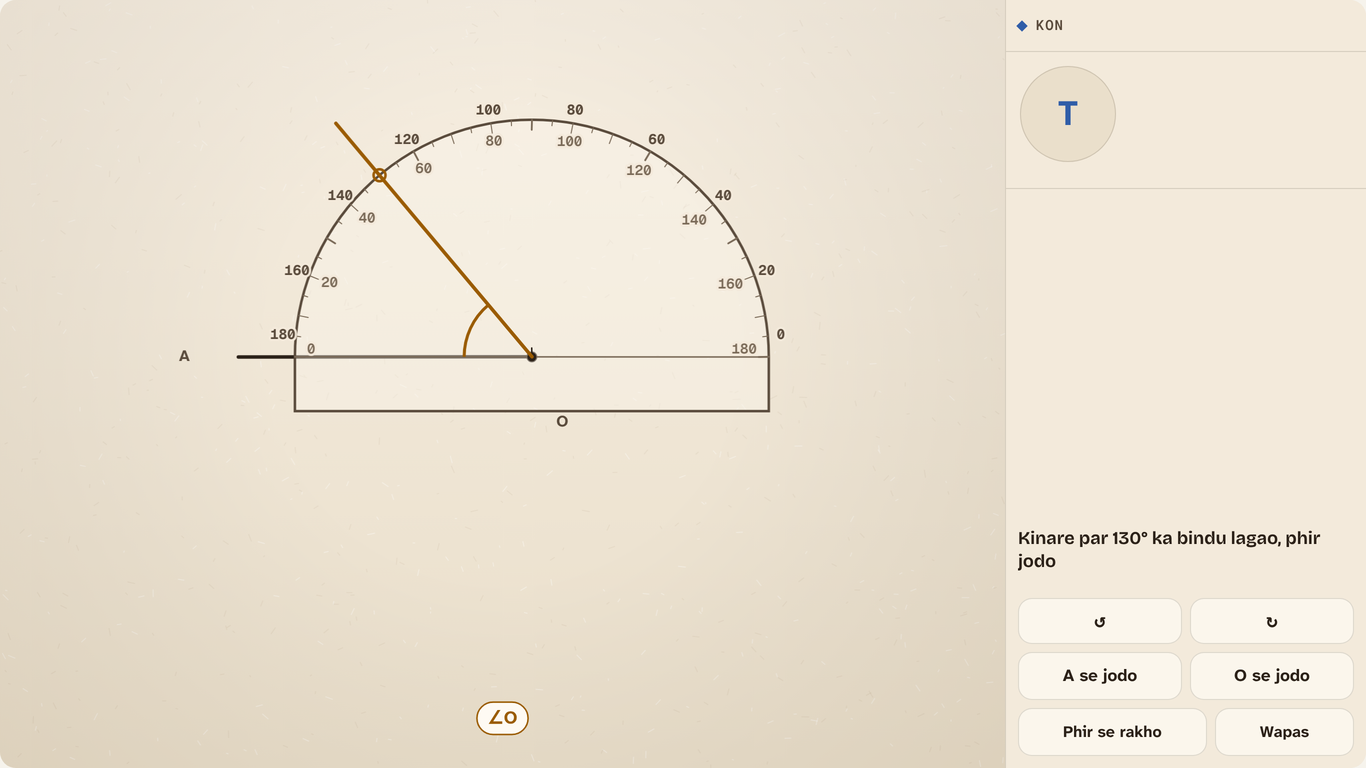 KON
T
100 80
120 80 100 60
60 120
140 40
40 140
160 20
20 160
180 0
0 180
A
O
∠O
Kinare par 130° ka bindu lagao, phir
jodo
↺ ↻
A se jodo O se jodo
Phir se rakho Wapas